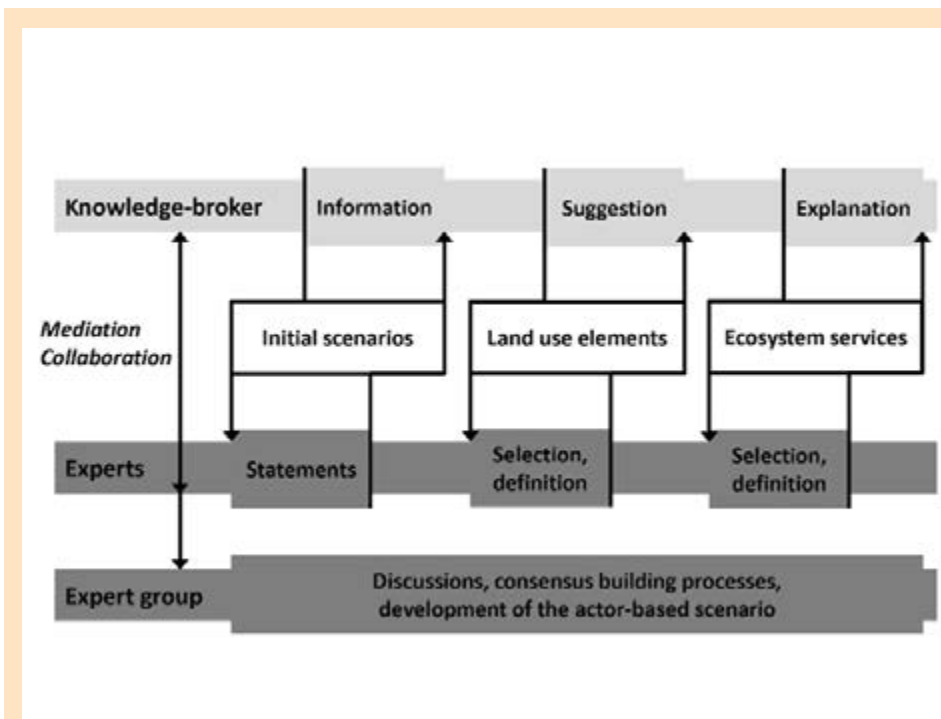 Knowledge-broker
Information
Suggestion
Explanation
Mediation
Collaboration
Initial scenarios
Land use elements
Ecosystem services
Experts
Statements
Selection,
definition
Selection,
definition
Expert group
Discussions, consensus building processes,
development of the actor-based scenario